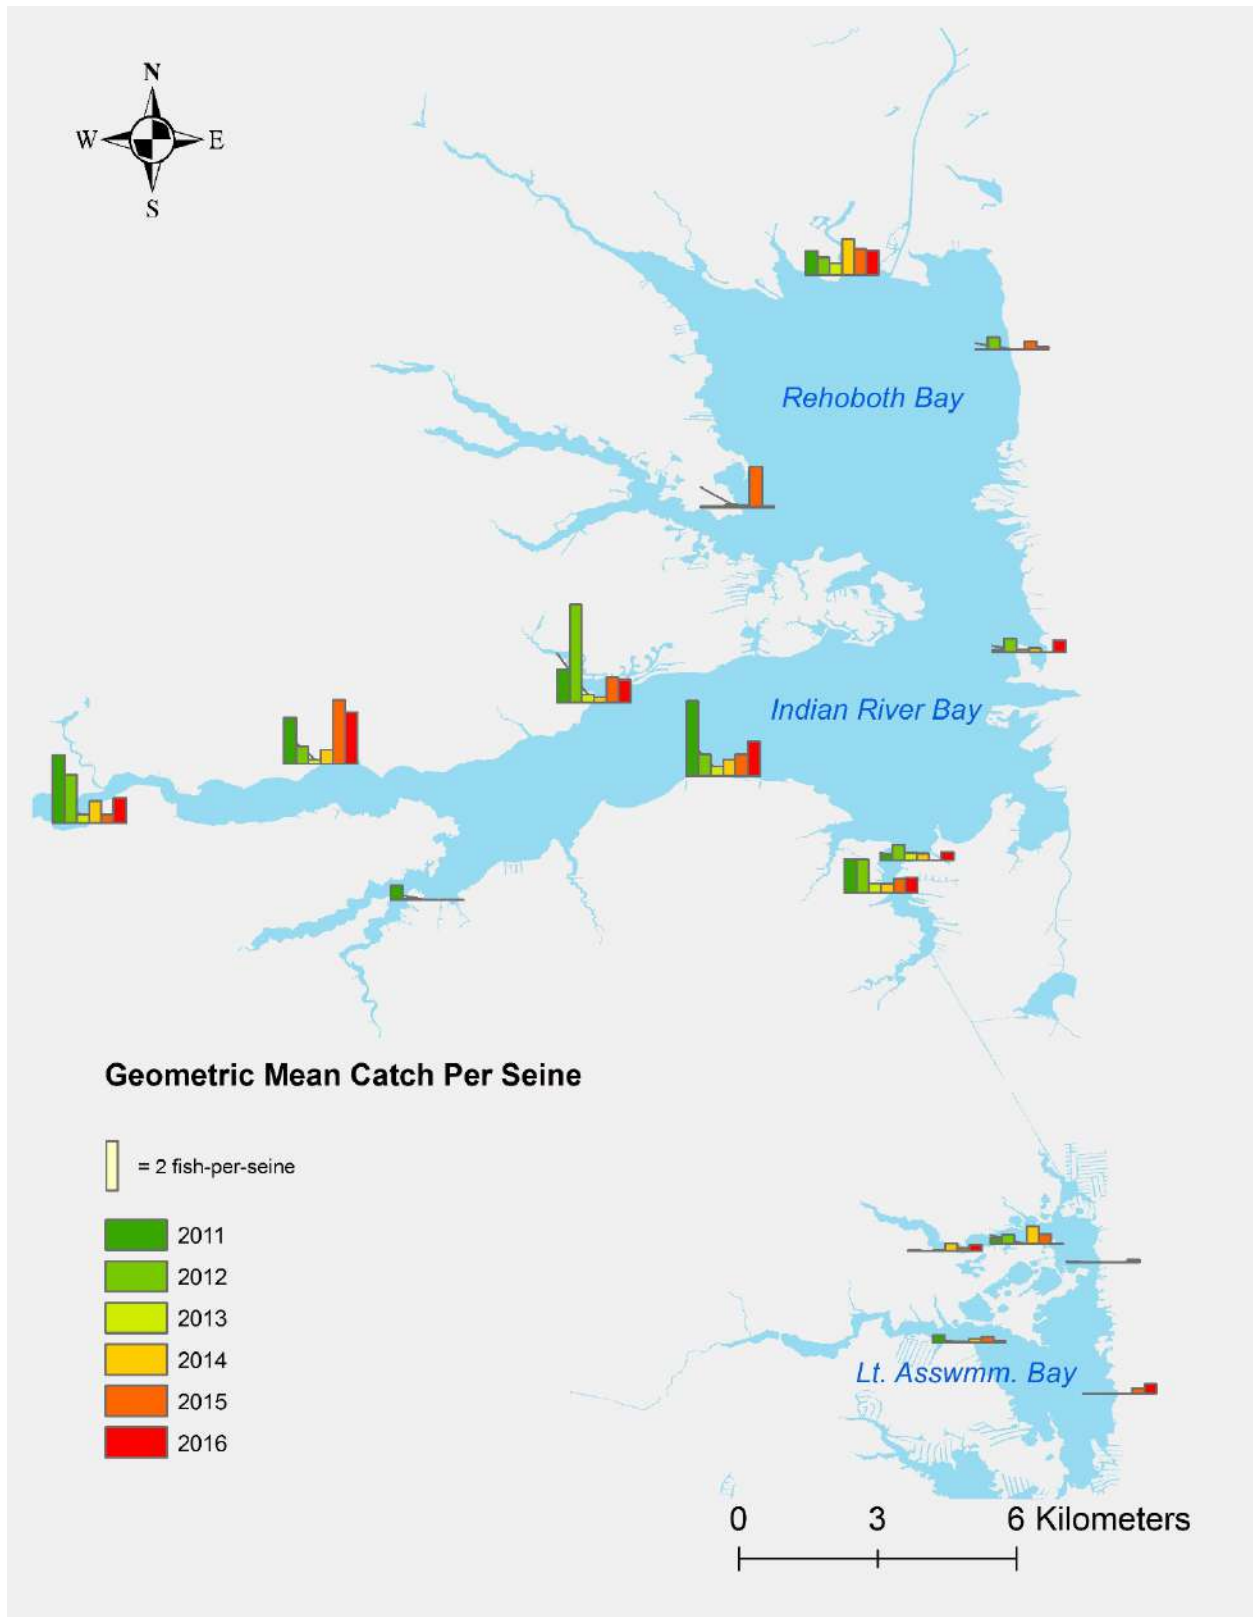 N
W E
S
Rehoboth Bay
Indian River Bay
Geometric Mean Catch Per Seine
= 2 fish-per-seine
2011
2012
2013
2014
2015
2016
Lt. Asswmm. Bay
0 3 6 Kilometers